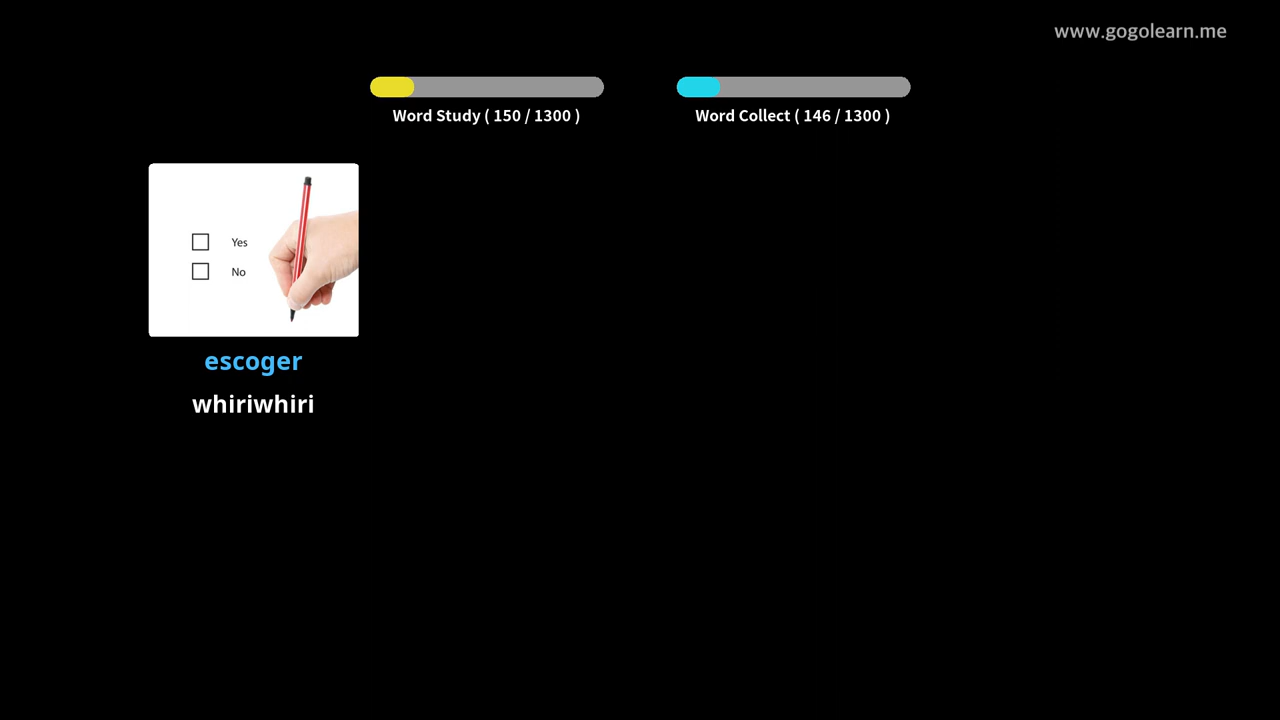 www.gogolearn.me
Word Study ( 150 / 1300 )
Word Collect ( 146 / 1300 )
Yes
No
escoger
whiriwhiri